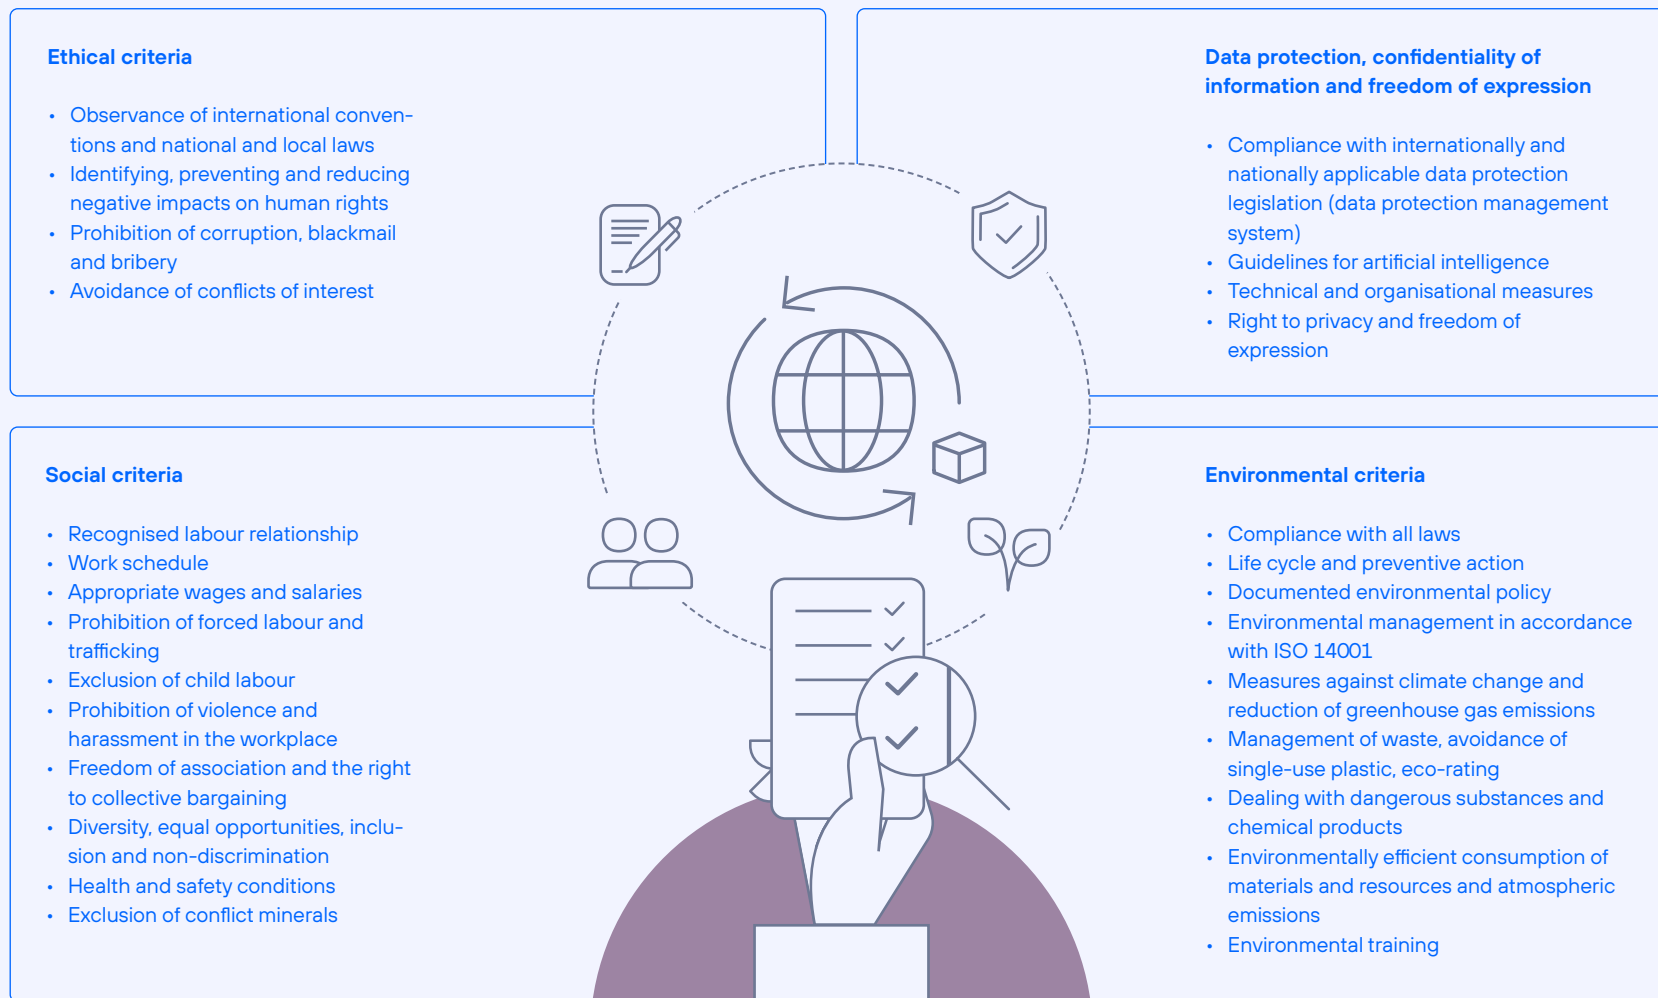 Ethical criteria
• Observance of international conven-
tions and national and local laws
• Identifying, preventing and reducing
negative impacts on human rights
• Prohibition of corruption, blackmail
and bribery
• Avoidance of conflicts of interest
Data protection, confidentiality of
information and freedom of expression
• Compliance with internationally and
nationally applicable data protection
legislation (data protection management
system)
• Guidelines for artificial intelligence
• Technical and organisational measures
• Right to privacy and freedom of
expression
Social criteria
• Recognised labour relationship
• Work schedule
• Appropriate wages and salaries
• Prohibition of forced labour and
trafficking
• Exclusion of child labour
• Prohibition of violence and
harassment in the workplace
• Freedom of association and the right
to collective bargaining
• Diversity, equal opportunities, inclu-
sion and non-discrimination
• Health and safety conditions
• Exclusion of conflict minerals
Environmental criteria
• Compliance with all laws
• Life cycle and preventive action
• Documented environmental policy
• Environmental management in accordance
with ISO 14001
• Measures against climate change and
reduction of greenhouse gas emissions
• Management of waste, avoidance of
single-use plastic, eco-rating
• Dealing with dangerous substances and
chemical products
• Environmentally efficient consumption of
materials and resources and atmospheric
emissions
• Environmental training